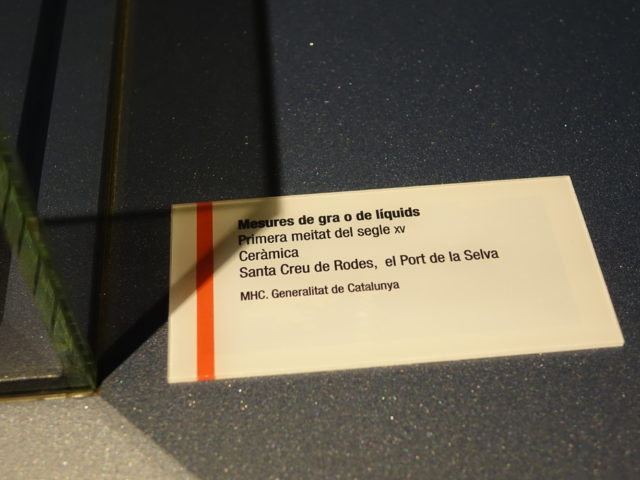 Mesures de gra o de líquids
Primera meitat del segle XV
Ceràmica
Santa Creu de Rodes, el Port de la Selva
MHC. Generalitat de Catalunya